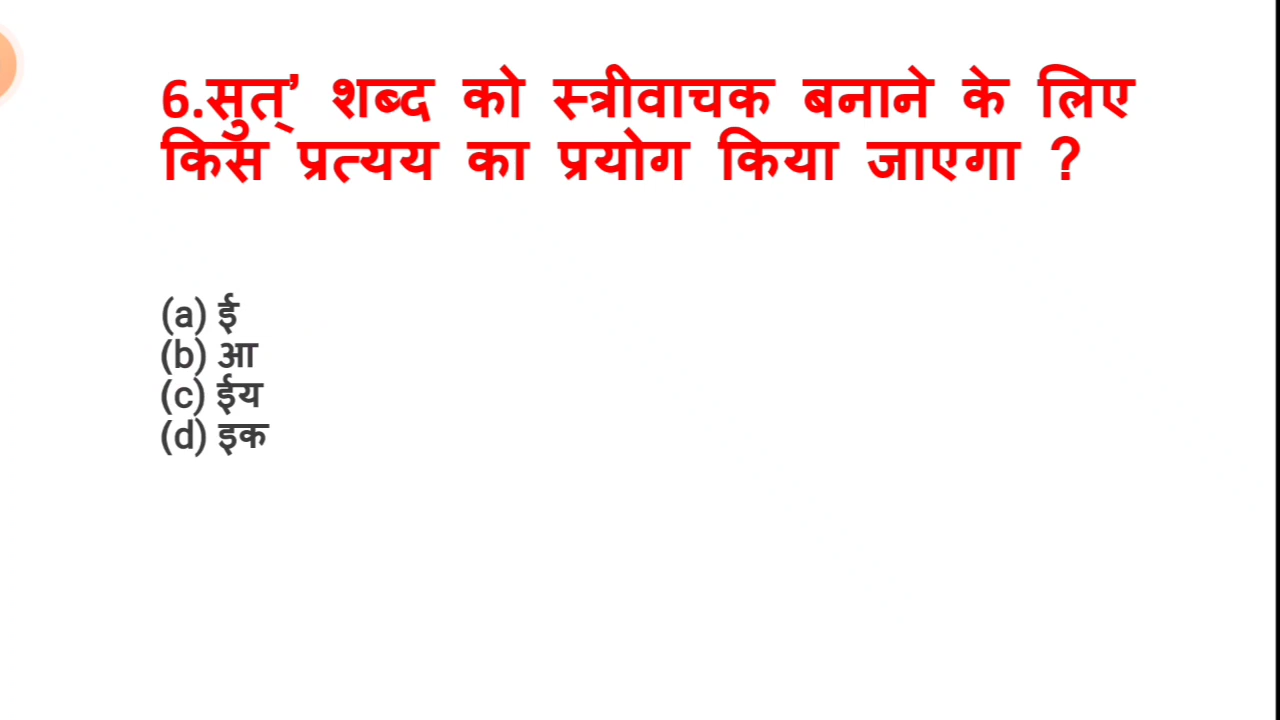 6.सुत्’ शब्द को स्त्रीवाचक बनाने के लिए
किस प्रत्यय का प्रयोग किया जाएगा ?
(a) ई
(b) आ
(c) ईय
(d) इक